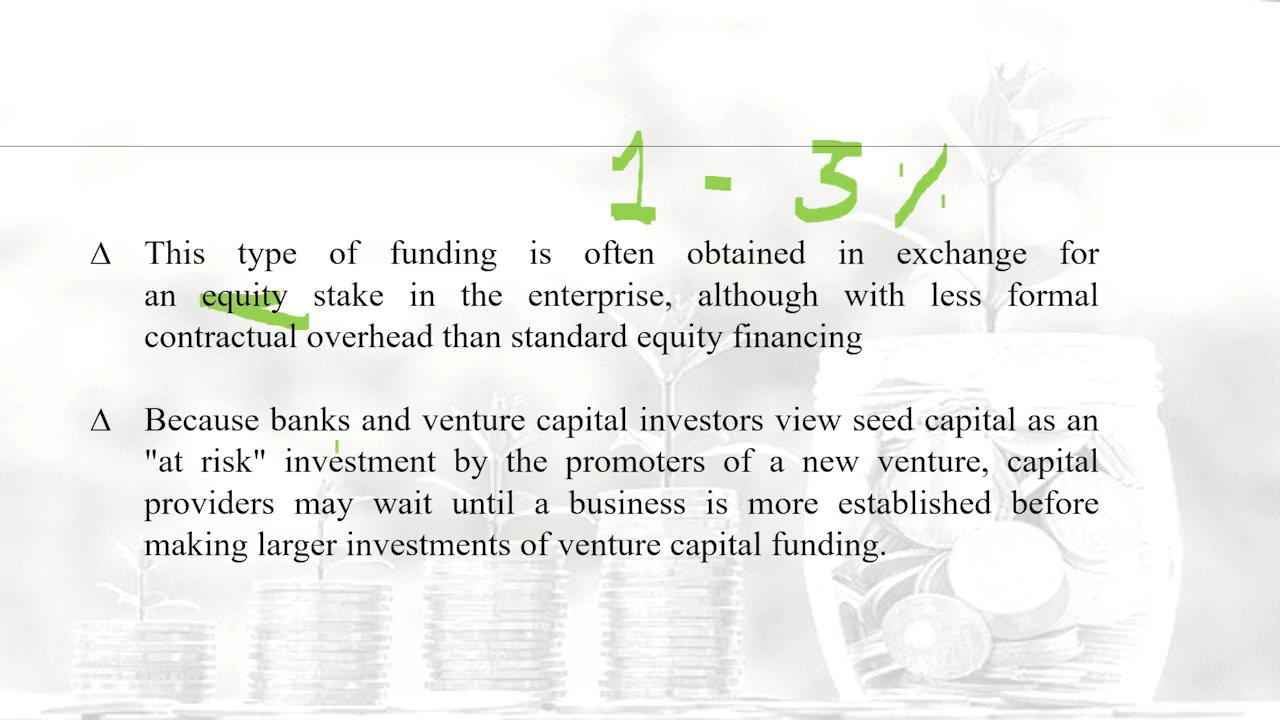 1 - 3 %
Δ This type of funding is often obtained in exchange for
an equity stake in the enterprise, although with less formal
contractual overhead than standard equity financing
Δ Because banks and venture capital investors view seed capital as an
"at risk" investment by the promoters of a new venture, capital
providers may wait until a business is more established before
making larger investments of venture capital funding.